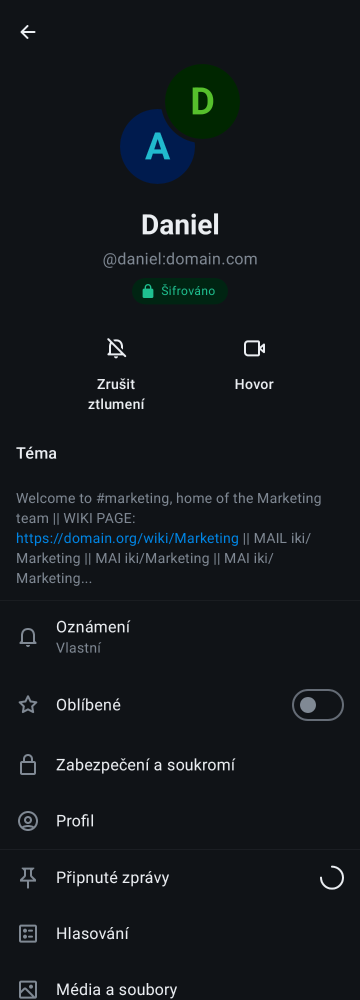 D
A
Daniel
@daniel:domain.com
Šifrováno
Zrušit
ztlumení
Hovor
Téma
Welcome to #marketing, home of the Marketing
team || WIKI PAGE:
https://domain.org/wiki/Marketing || MAIL iki/
Marketing || MAI iki/Marketing || MAI iki/
Marketing...
Oznámení
Vlastní
Oblíbené
Zabezpečení a soukromí
Profil
Připnuté zprávy
Hlasování
Média a soubory